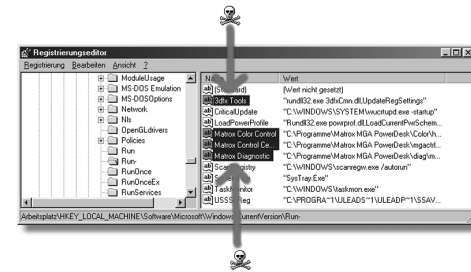 Registrierungseditor
Registrierung Bearbeiten Ansicht ?
ModuleUsage
MS-DOS Emulation
MS-DOSOptions
Network
Nls
OpenGLdrivers
Policies
Run
Run-
RunOnce
RunOnceEx
RunServices
Wert
(Wert nicht gesetzt)
3dfx Tools "rundll32.exe 3dfxCmn.dll,UpdateRegSettings"
CriticalUpdate "C:\WINDOWS\SYSTEM\wucrtupd.exe -startup"
LoadPowerProfile "Rundll32.exe powrprof.dll,LoadCurrentPwrSchem...
Matrox Color Control "C:\Programme\Matrox MGA PowerDesk\Color\h...
Matrox Control Ce... "C:\Programme\Matrox MGA PowerDesk\mgactrl...
Matrox Diagnostic "C:\Programme\Matrox MGA PowerDesk\diag\m...
"C:\WINDOWS\scanregw.exe /autorun"
"SysTray.Exe"
"C:\WINDOWS\taskmon.exe"
"C:\PROGRA~1\ULEADS~1\ULEADP~1\SSAV...
Arbeitsplatz\HKEY_LOCAL_MACHINE\Software\Microsoft\Windows\CurrentVersion\Run-